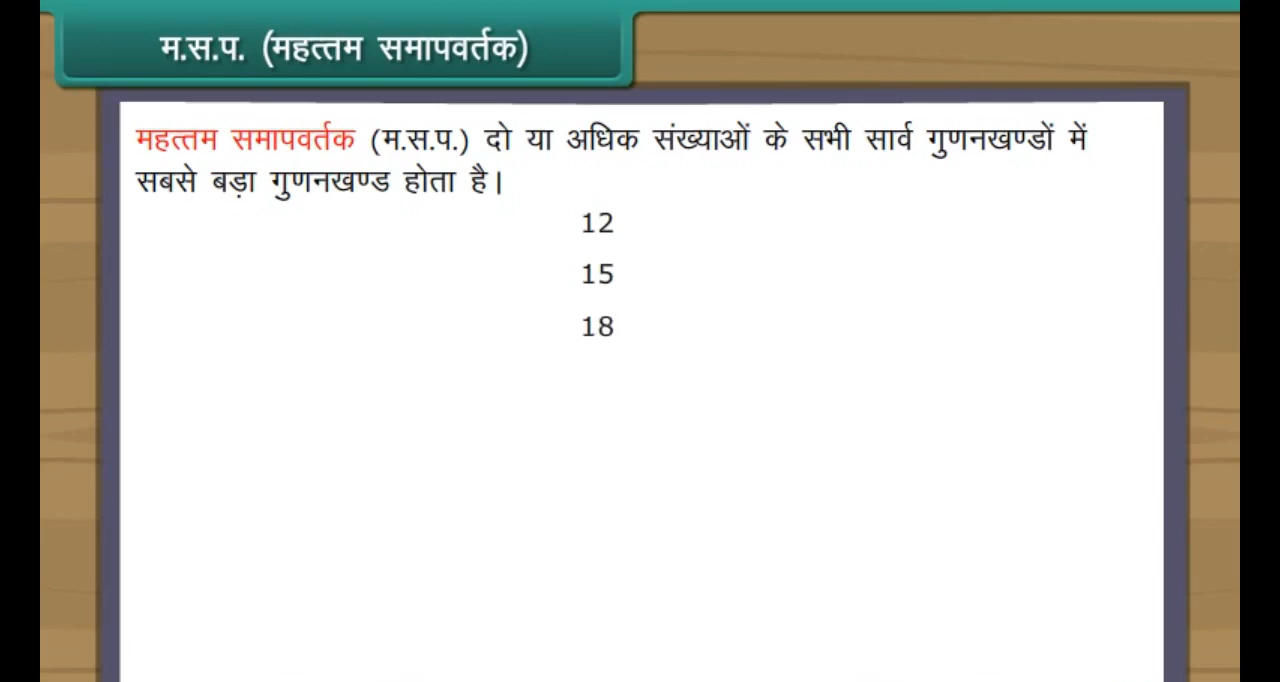 म.स.प. (महत्तम समापवर्तक)
महत्तम समापवर्तक (म.स.प.) दो या अधिक संख्याओं के सभी सार्व गुणनखण्डों में
सबसे बड़ा गुणनखण्ड होता है।
12
15
18